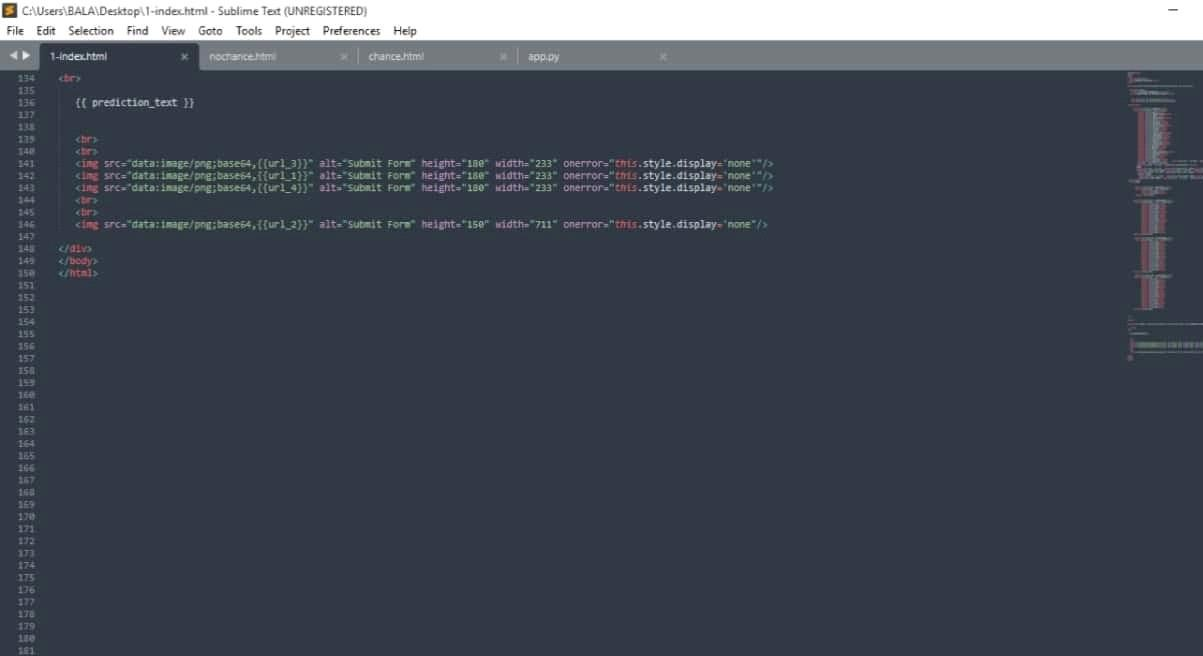 C:\Users\BALA\Desktop\1-index.html - Sublime Text (UNREGISTERED)
File Edit Selection Find View Goto Tools Project Preferences Help
1-index.html × nochance.html × chance.html × app.py ×
134 <br>
135
136 {{ prediction_text }}
137
138
139 <br>
140 <br>
141 <img src="data:image/png;base64,{{url_3}}" alt="Submit Form" height="180" width="233" onerror="this.style.display='none'"/>
142 <img src="data:image/png;base64,{{url_1}}" alt="Submit Form" height="180" width="233" onerror="this.style.display='none'"/>
143 <img src="data:image/png;base64,{{url_4}}" alt="Submit Form" height="180" width="233" onerror="this.style.display='none'"/>
144 <br>
145 <br>
146 <img src="data:image/png;base64,{{url_2}}" alt="Submit Form" height="150" width="711" onerror="this.style.display='none"/>
147
148 </div>
149 </body>
150 </html>
151
152
153
154
155
156
157
158
159
160
161
162
163
164
165
166
167
168
169
170
171
172
173
174
175
176
177
178
179
180
181